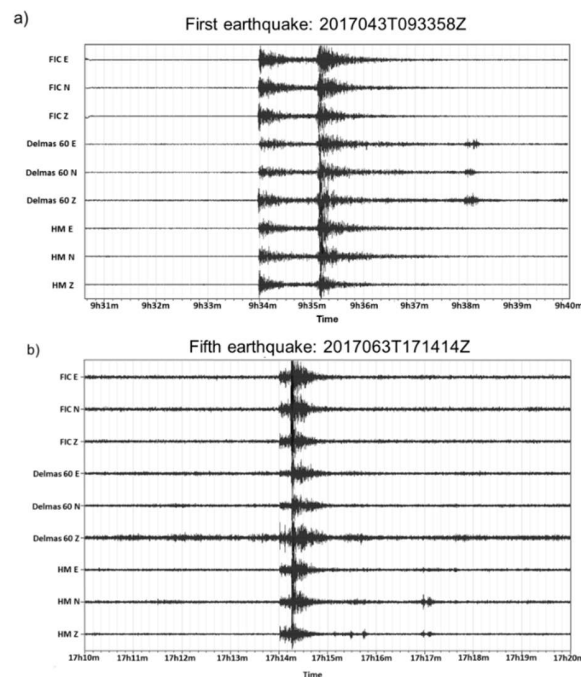 a)
First earthquake: 2017043T093358Z
FIC E
FIC N
FIC Z
Delmas 60 E
Delmas 60 N
Delmas 60 Z
HM E
HM N
HM Z
9h31m 9h32m 9h33m 9h34m 9h35m 9h36m 9h37m 9h38m 9h39m 9h40m
Time
b)
Fifth earthquake: 2017063T171414Z
FIC E
FIC N
FIC Z
Delmas 60 E
Delmas 60 N
Delmas 60 Z
HM E
HM N
HM Z
17h10m 17h11m 17h12m 17h13m 17h14m 17h15m 17h16m 17h17m 17h18m 17h19m 17h20m
Time